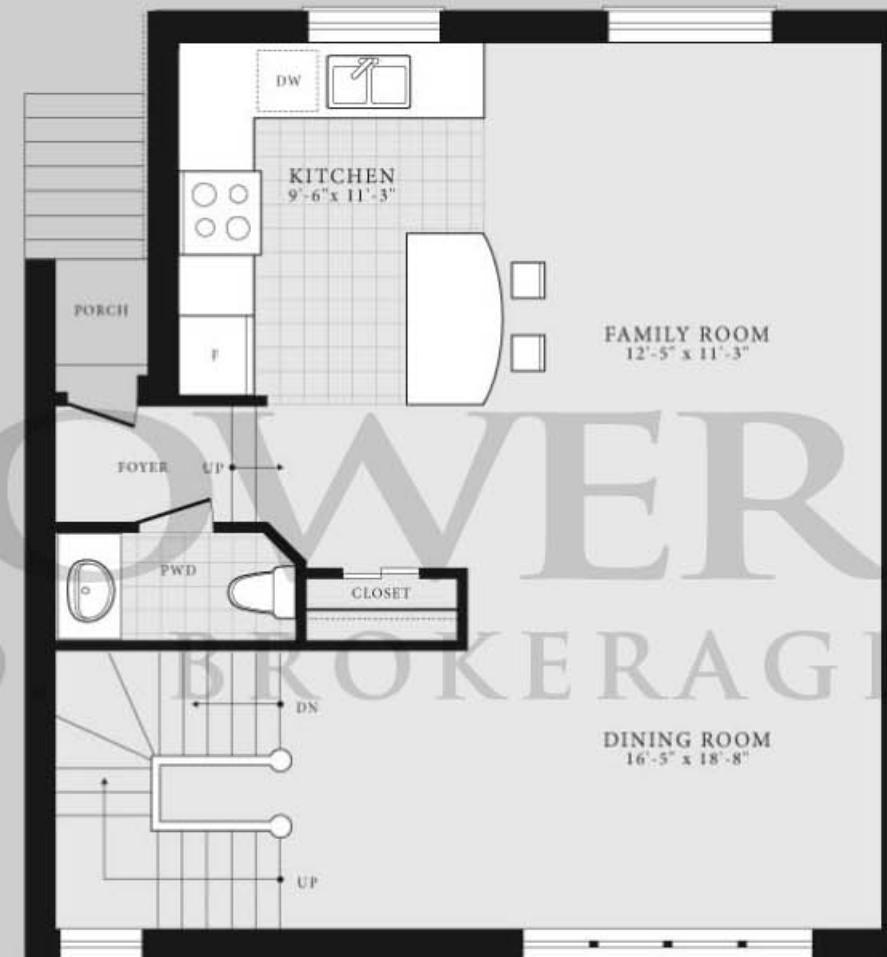 DW
KITCHEN
9'-6" x 11'-3"
PORCH
FAMILY ROOM
12'-5" x 11'-3"
F
FOYER
UP
OWER
PWD
CLOSET
BROKERAGE
DN
DINING ROOM
16'-5" x 18'-8"
UP